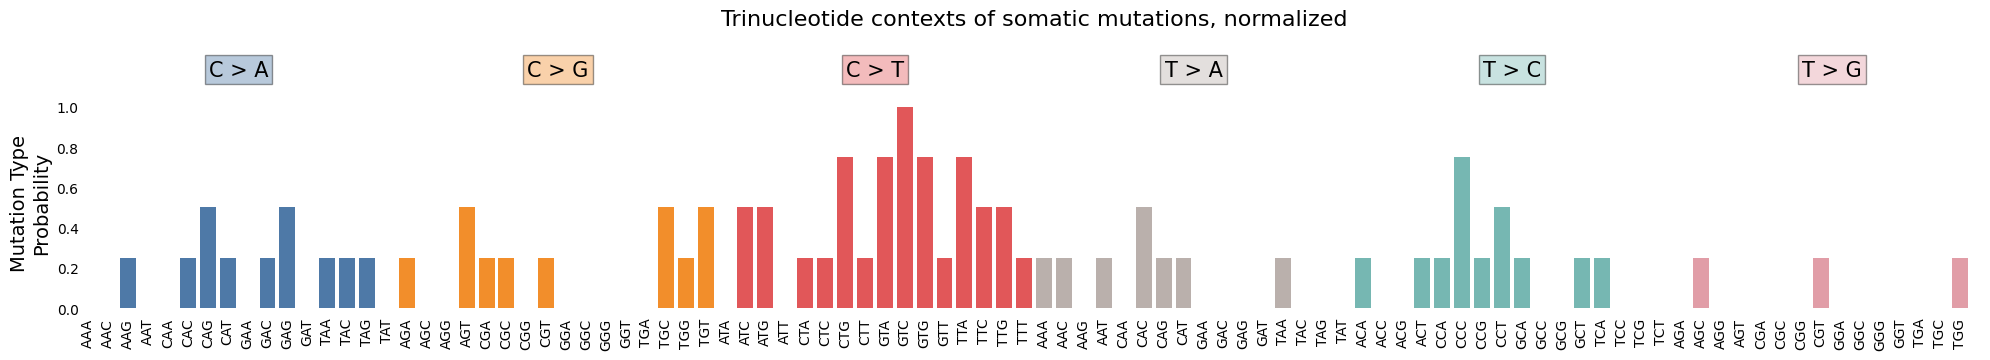 Trinucleotide contexts of somatic mutations, normalized
C > A C > G C > T T > A T > C T > G
Mutation Type
Probability
1.0
0.8
0.6
0.4
0.2
0.0
AAA AAC AAG AAT CAA CAC CAG CAT GAA GAC GAG GAT TAA TAC TAG TAT AGA AGC AGG AGT CGA CGC CGG CGT GGA GGC GGG GGT TGA TGC TGG TGT ATA ATC ATG ATT CTA CTC CTG CTT GTA GTC GTG GTT TTA TTC TTG TTT AAA AAC AAG AAT CAA CAC CAG CAT GAA GAC GAG GAT TAA TAC TAG TAT ACA ACC ACG ACT CCA CCC CCG CCT GCA GCC GCG GCT TCA TCC TCG TCT AGA AGC AGG AGT CGA CGC CGG CGT GGA GGC GGG GGT TGA TGC TGG